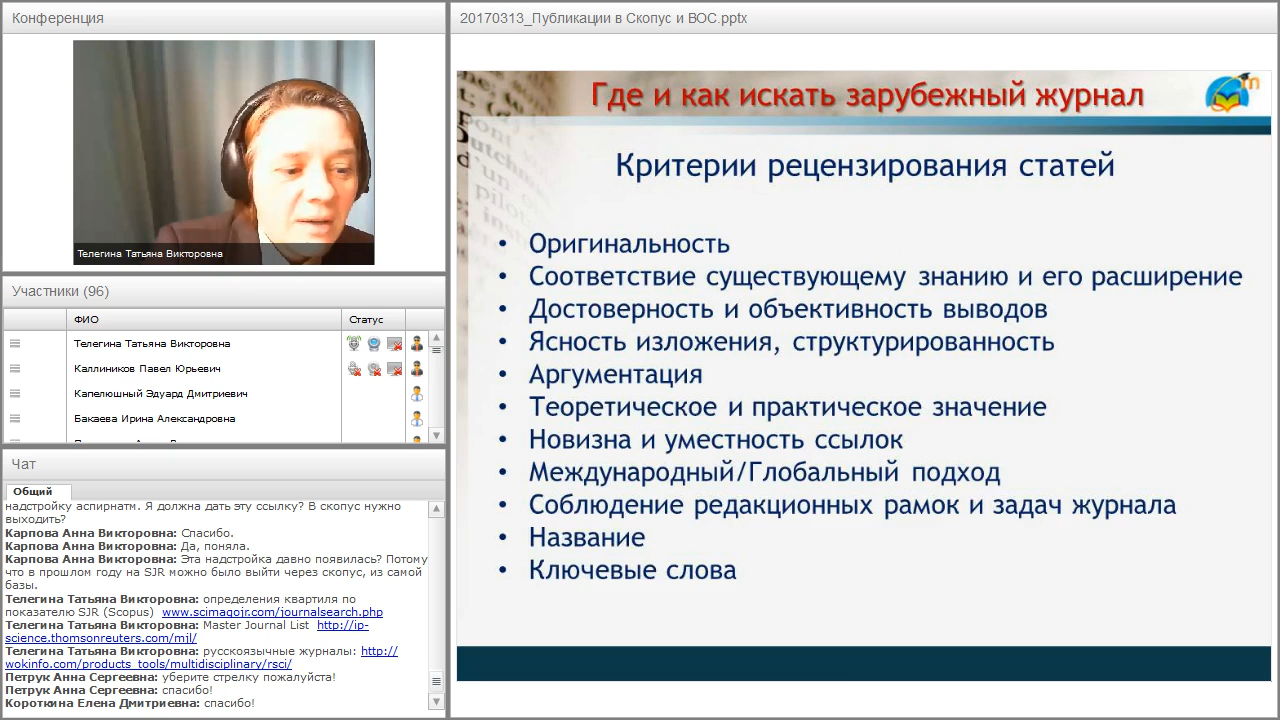 Конференция
Телегина Татьяна Викторовна
Участники (96)
ФИО
Статус
Телегина Татьяна Викторовна
Каллиников Павел Юрьевич
Капелюшный Эдуард Дмитриевич
Бакаева Ирина Александровна
Чат
Общий
надстройку аспирнатм. Я должна дать эту ссылку? В скопус нужно
выходить?
Карпова Анна Викторовна: Спасибо.
Карпова Анна Викторовна: Да, поняла.
Карпова Анна Викторовна: Эта надстройка давно появилась? Потому
что в прошлом году на SJR можно было выйти через скопус, из самой
базы.
Телегина Татьяна Викторовна: определения квартиля по
показателю SJR (Scopus) www.scimagojr.com/journalsearch.php
Телегина Татьяна Викторовна: Master Journal List http://ip-
science.thomsonreuters.com/mjl/
Телегина Татьяна Викторовна: русскоязычные журналы: http://
wokinfo.com/products_tools/multidisciplinary/rsci/
Петрук Анна Сергеевна: уберите стрелку пожалуйста!
Петрук Анна Сергеевна: спасибо!
Короткина Елена Дмитриевна: спасибо!
20170313_Публикации в Скопус и ВОС.pptx
Где и как искать зарубежный журнал
Критерии рецензирования статей
• Оригинальность
• Соответствие существующему знанию и его расширение
• Достоверность и объективность выводов
• Ясность изложения, структурированность
• Аргументация
• Теоретическое и практическое значение
• Новизна и уместность ссылок
• Международный/Глобальный подход
• Соблюдение редакционных рамок и задач журнала
• Название
• Ключевые слова